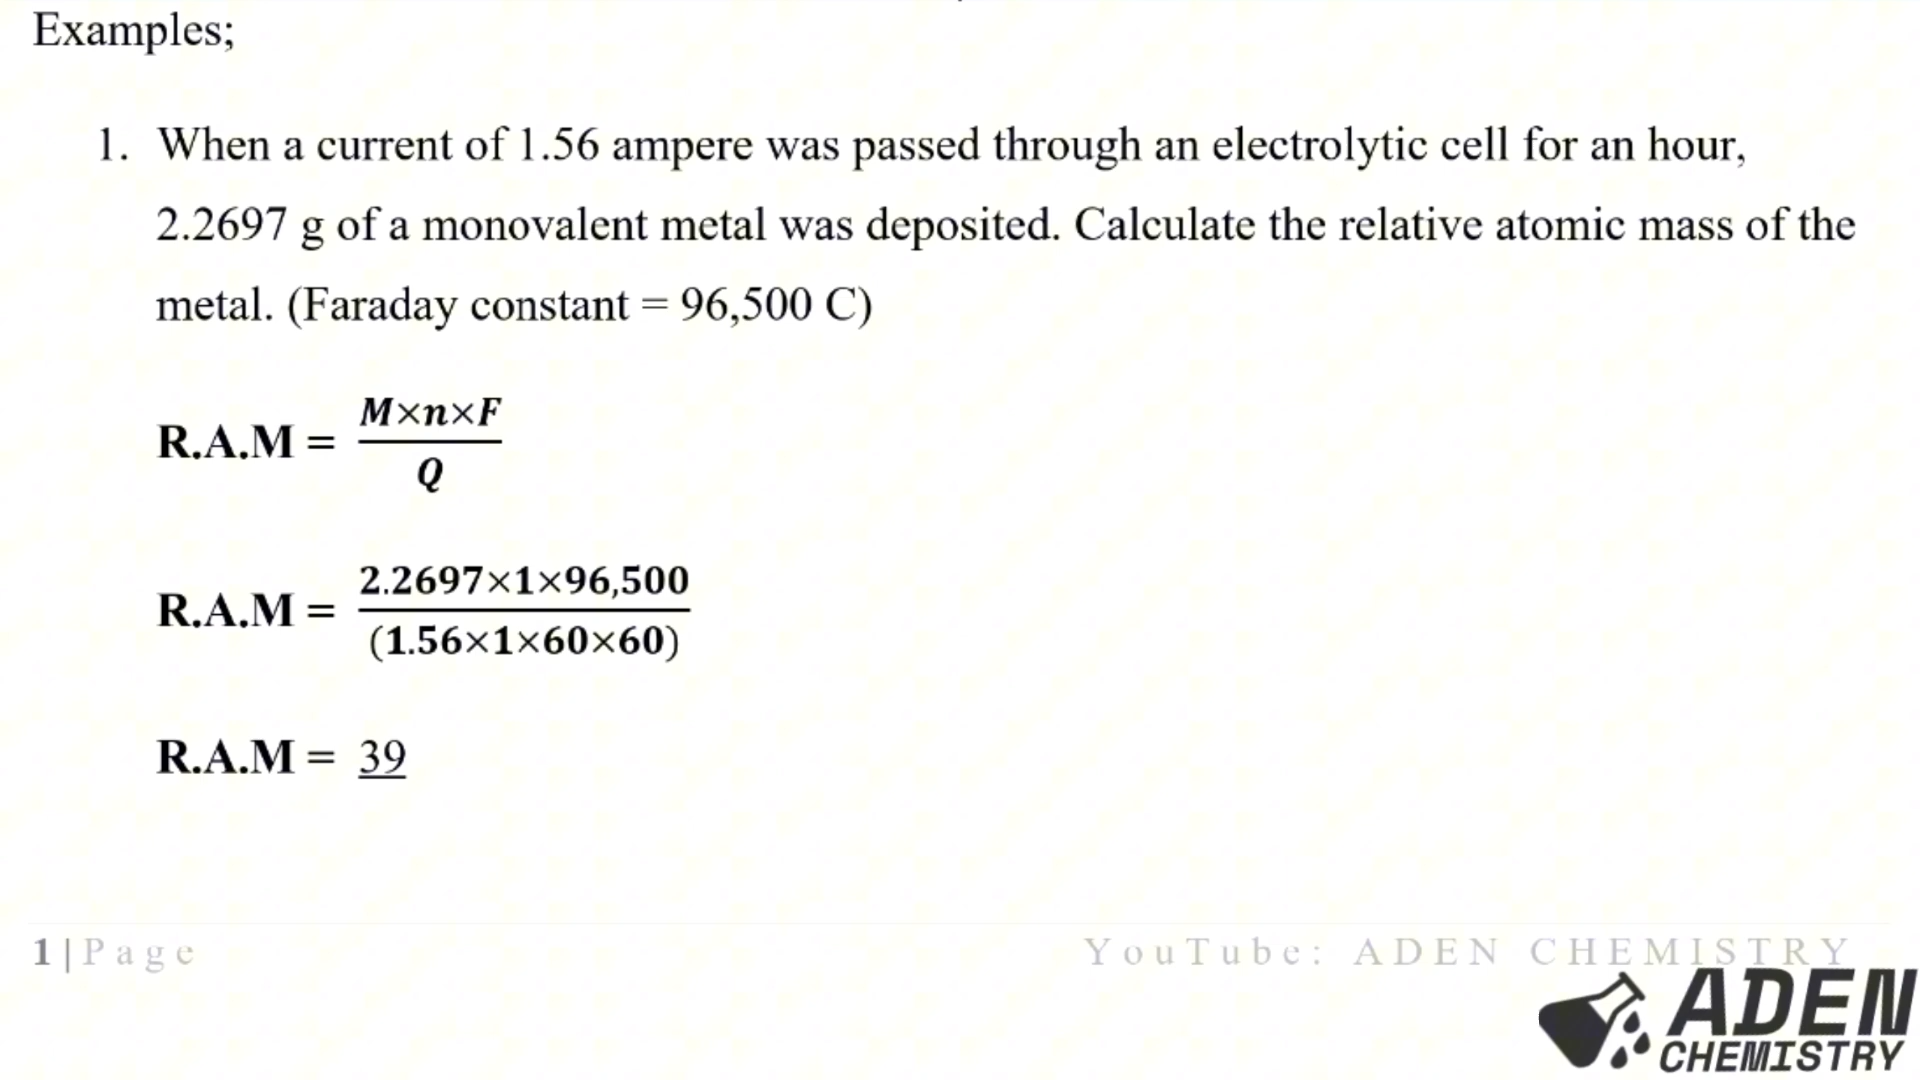 Examples;
1. When a current of 1.56 ampere was passed through an electrolytic cell for an hour,
2.2697 g of a monovalent metal was deposited. Calculate the relative atomic mass of the
metal. (Faraday constant = 96,500 C)
R.A.M = M×n×F / Q
R.A.M = 2.2697×1×96,500 / (1.56×1×60×60)
R.A.M = 39
1 | Page
YouTube: ADEN CHEMISTRY
ADEN
CHEMISTRY